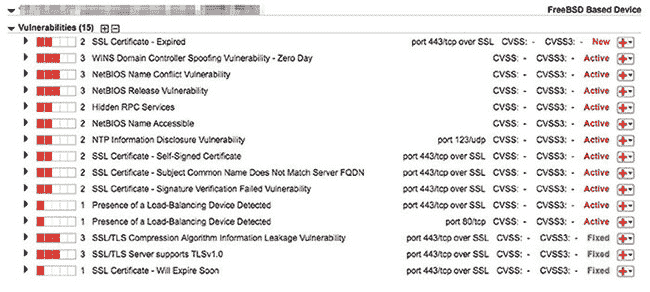 FreeBSD Based Device
Vulnerabilities (15)
2 SSL Certificate - Expired port 443/tcp over SSL CVSS: - CVSS3: - New
3 WINS Domain Controller Spoofing Vulnerability - Zero Day CVSS: - CVSS3: - Active
3 NetBIOS Name Conflict Vulnerability CVSS: - CVSS3: - Active
3 NetBIOS Release Vulnerability CVSS: - CVSS3: - Active
2 Hidden RPC Services CVSS: - CVSS3: - Active
2 NetBIOS Name Accessible CVSS: - CVSS3: - Active
2 NTP Information Disclosure Vulnerability port 123/udp CVSS: - CVSS3: - Active
2 SSL Certificate - Self-Signed Certificate port 443/tcp over SSL CVSS: - CVSS3: - Active
2 SSL Certificate - Subject Common Name Does Not Match Server FQDN port 443/tcp over SSL CVSS: - CVSS3: - Active
2 SSL Certificate - Signature Verification Failed Vulnerability port 443/tcp over SSL CVSS: - CVSS3: - Active
1 Presence of a Load-Balancing Device Detected port 443/tcp over SSL CVSS: - CVSS3: - Active
1 Presence of a Load-Balancing Device Detected port 80/tcp CVSS: - CVSS3: - Active
3 SSL/TLS Compression Algorithm Information Leakage Vulnerability port 443/tcp over SSL CVSS: - CVSS3: - Fixed
3 SSL/TLS Server supports TLSv1.0 port 443/tcp over SSL CVSS: - CVSS3: - Fixed
1 SSL Certificate - Will Expire Soon port 443/tcp over SSL CVSS: - CVSS3: - Fixed